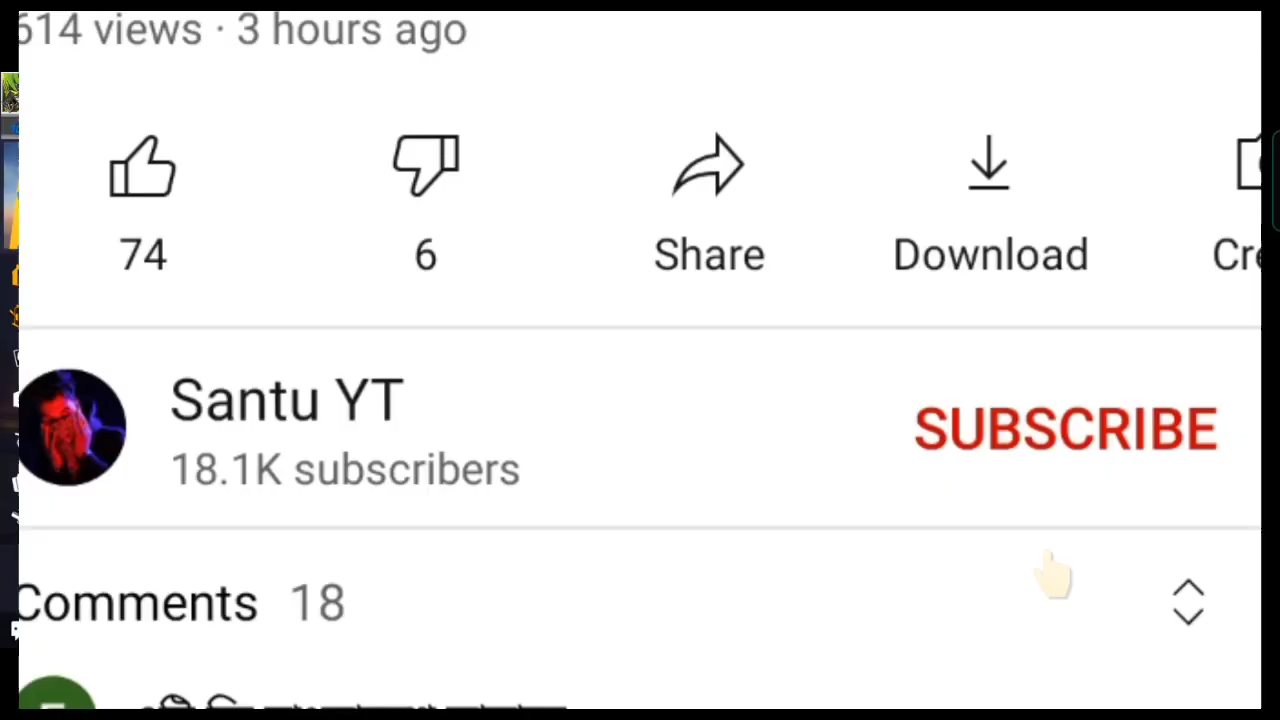 614 views · 3 hours ago
74
6
Share
Download
Santu YT
18.1K subscribers
SUBSCRIBE
Comments 18